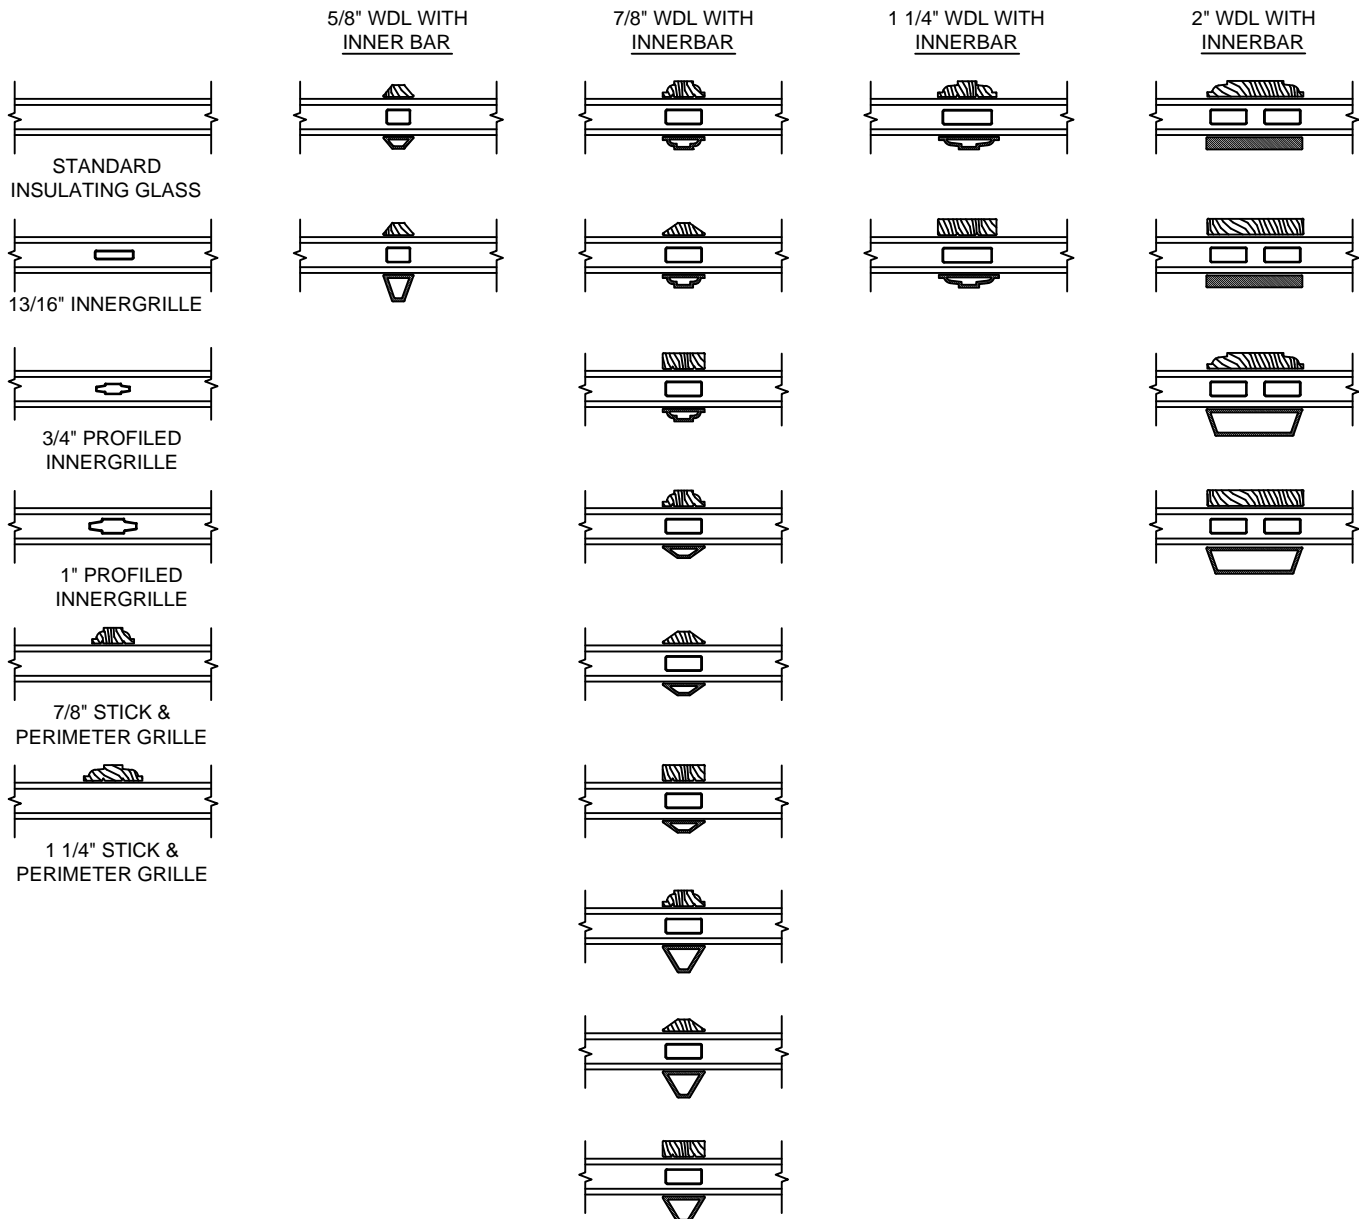 5/8" WDL WITH
INNER BAR
7/8" WDL WITH
INNERBAR
1 1/4" WDL WITH
INNERBAR
2" WDL WITH
INNERBAR
STANDARD
INSULATING GLASS
13/16" INNERGRILLE
3/4" PROFILED
INNERGRILLE
1" PROFILED
INNERGRILLE
7/8" STICK &
PERIMETER GRILLE
1 1/4" STICK &
PERIMETER GRILLE